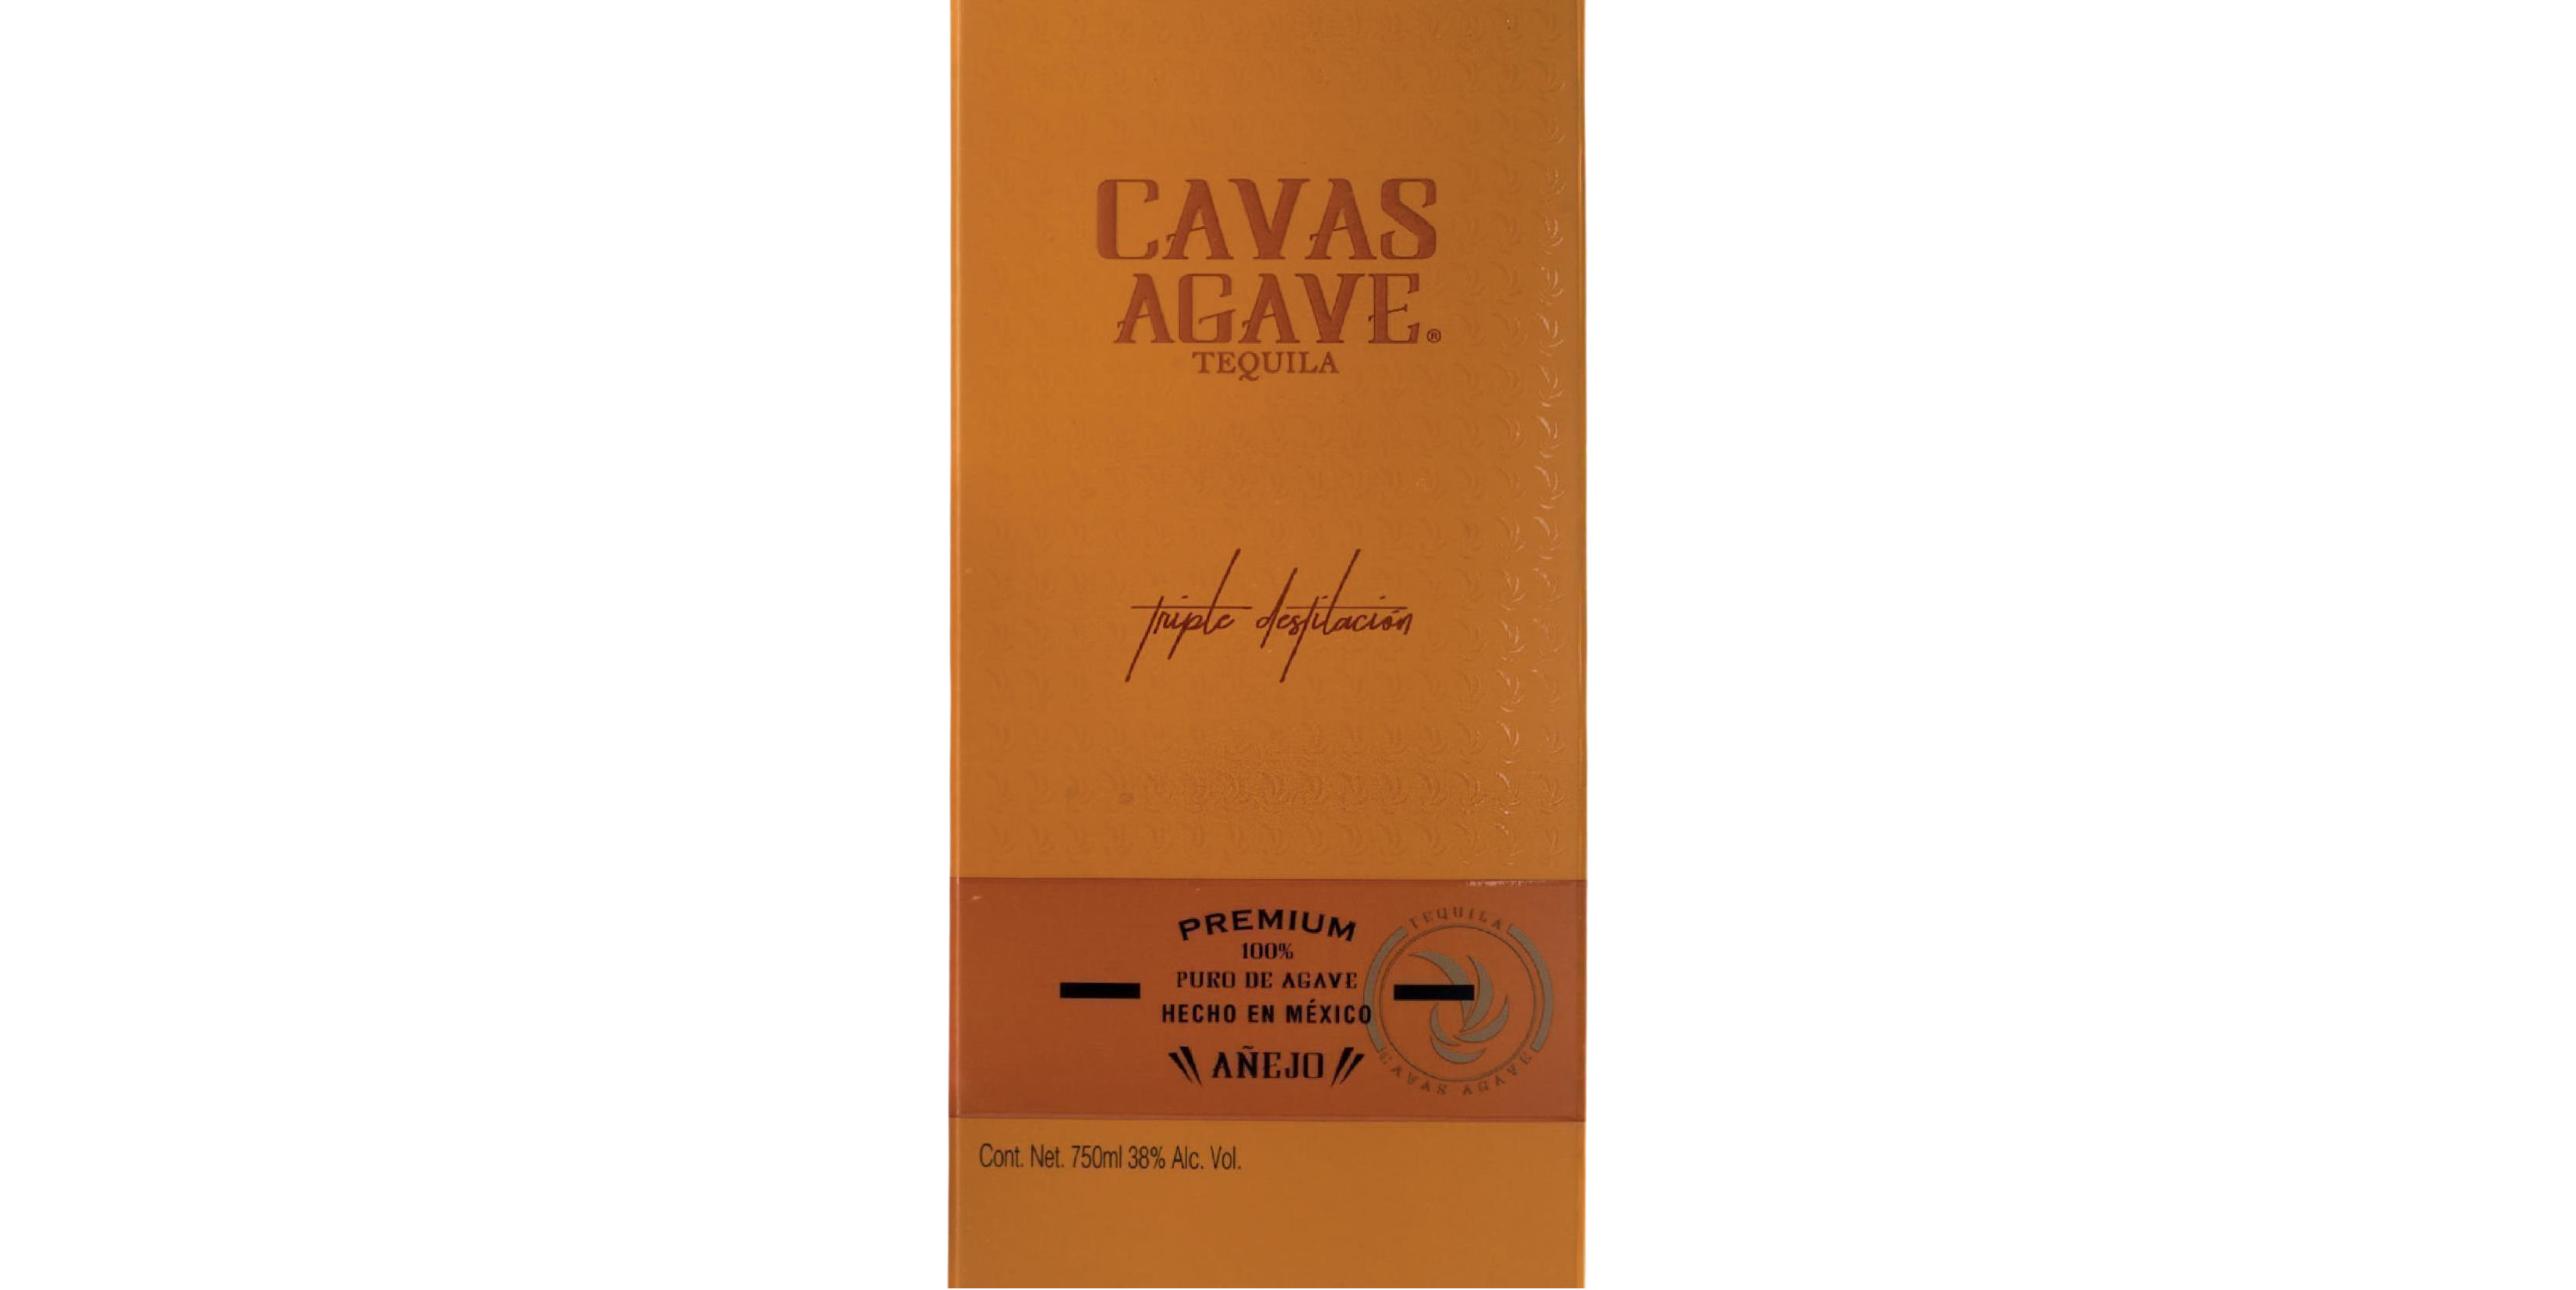 CAVAS
AGAVE®
TEQUILA
triple destilación
PREMIUM
100%
PURO DE AGAVE
HECHO EN MÉXICO
AÑEJO
TEQUILA
CAVAS AGAVE
Cont. Net. 750ml 38% Alc. Vol.